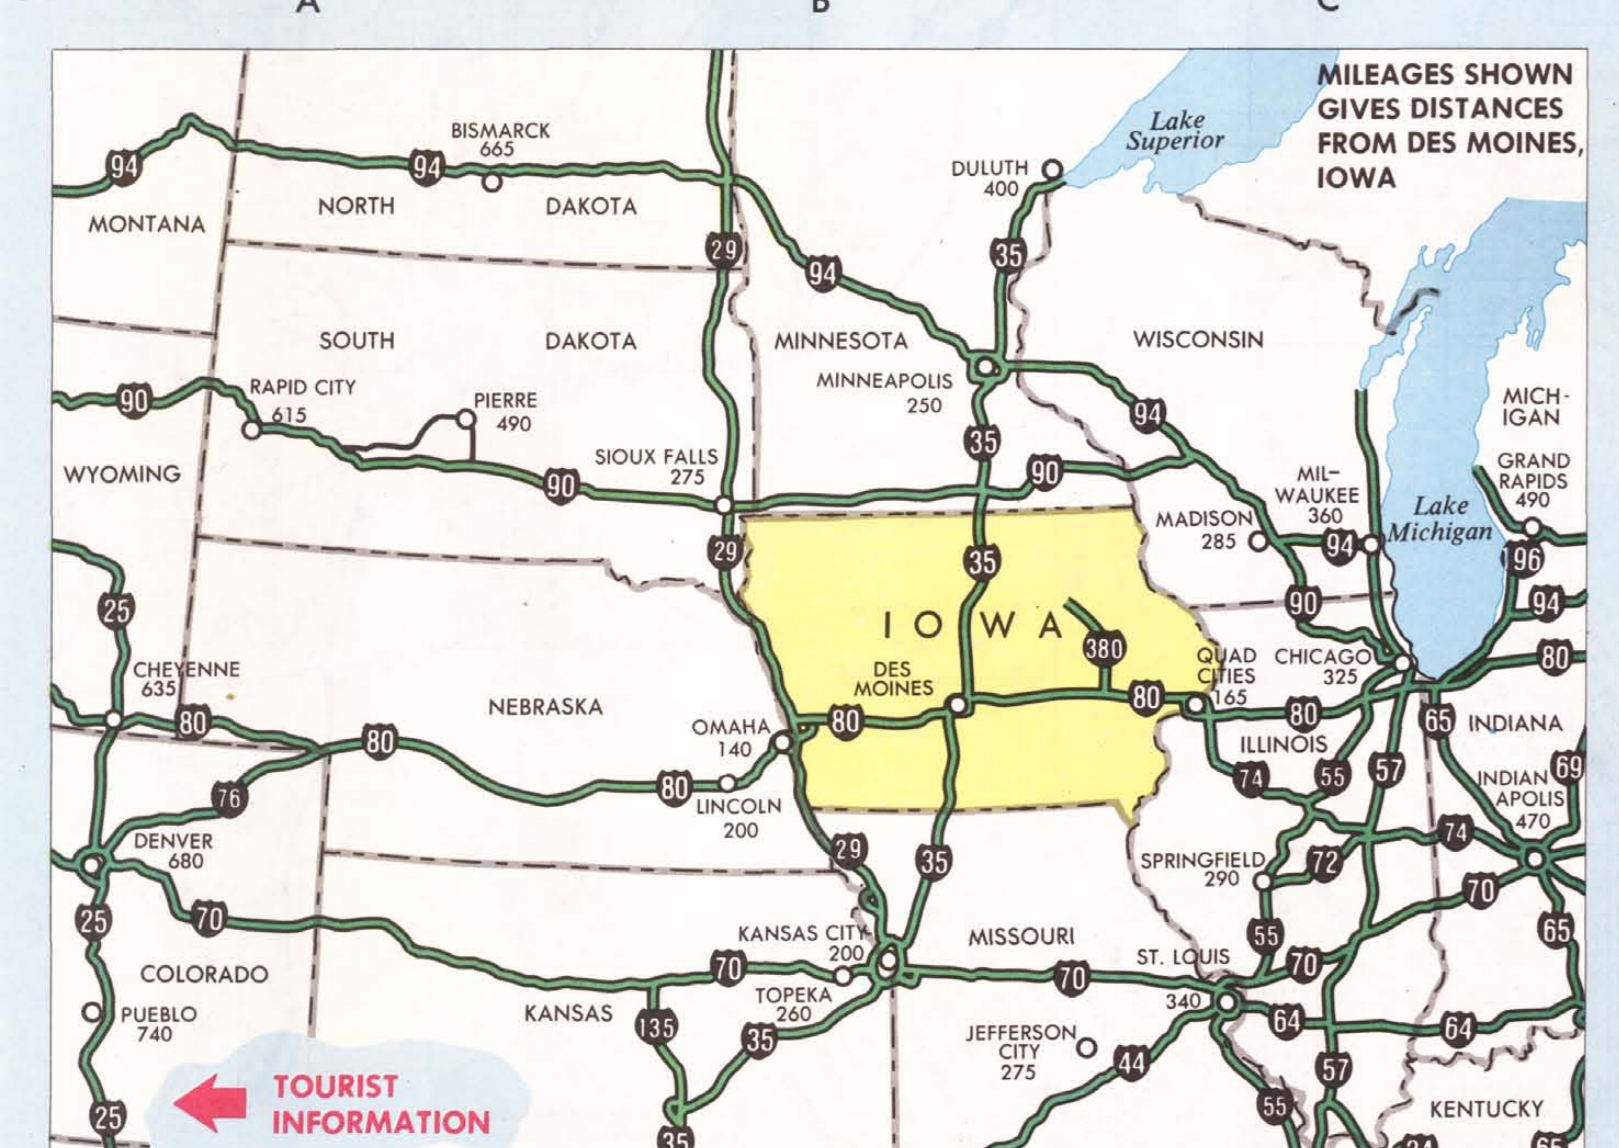 A B C
MILEAGES SHOWN
GIVES DISTANCES
FROM DES MOINES,
IOWA
Lake
Superior
BISMARCK
665
DULUTH
400
94
94
MONTANA
NORTH DAKOTA
29
35
94
SOUTH DAKOTA
MINNESOTA
WISCONSIN
MINNEAPOLIS
250
RAPID CITY
615
90
PIERRE
490
94
MICH-
IGAN
35
SIOUX FALLS
275
90
90
WYOMING
MIL-
WAUKEE
360
GRAND
RAPIDS
490
Lake
Michigan
MADISON
285
94
29
35
196
25
90
94
IOWA
380
CHEYENNE
635
DES
MOINES
QUAD
CITIES
165
CHICAGO
325
80
NEBRASKA
80
80
OMAHA
140
80
80
80
65
INDIANA
ILLINOIS
76
80
LINCOLN
200
74
55
57
INDIAN
APOLIS
470
69
DENVER
680
29
35
SPRINGFIELD
290
72
74
70
25
70
KANSAS CITY
200
MISSOURI
55
65
COLORADO
70
70
ST. LOUIS
340
70
PUEBLO
740
KANSAS
TOPEKA
260
135
35
JEFFERSON
CITY
275
44
64
64
57
TOURIST
INFORMATION
25
55
KENTUCKY
35
65